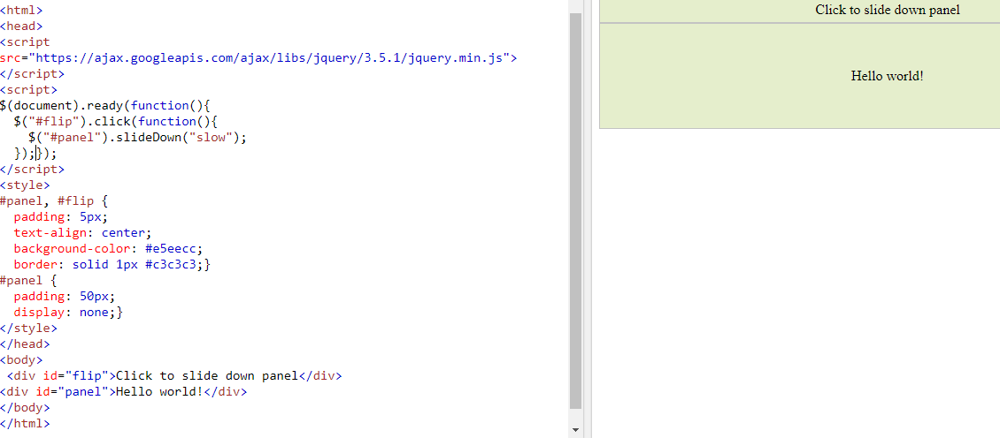 <html>
<head>
<script
src="https://ajax.googleapis.com/ajax/libs/jquery/3.5.1/jquery.min.js">
</script>
<script>
$(document).ready(function(){
  $("#flip").click(function(){
    $("#panel").slideDown("slow");
  });});
</script>
<style>
#panel, #flip {
  padding: 5px;
  text-align: center;
  background-color: #e5eecc;
  border: solid 1px #c3c3c3;}
#panel {
  padding: 50px;
  display: none;}
</style>
</head>
<body>
 <div id="flip">Click to slide down panel</div>
<div id="panel">Hello world!</div>
</body>
</html>
Click to slide down panel
Hello world!